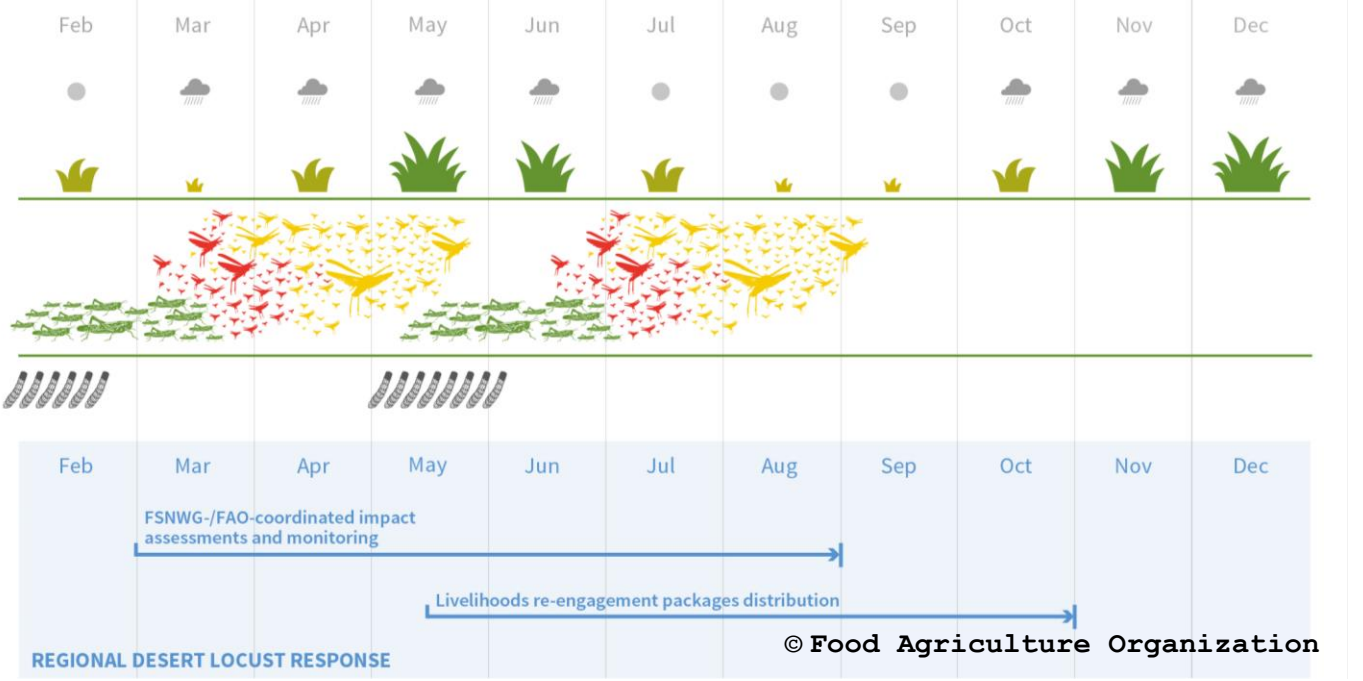 Feb Mar Apr May Jun Jul Aug Sep Oct Nov Dec
Feb Mar Apr May Jun Jul Aug Sep Oct Nov Dec
FSNWG-/FAO-coordinated impact
assessments and monitoring
Livelihoods re-engagement packages distribution
© Food Agriculture Organization
REGIONAL DESERT LOCUST RESPONSE